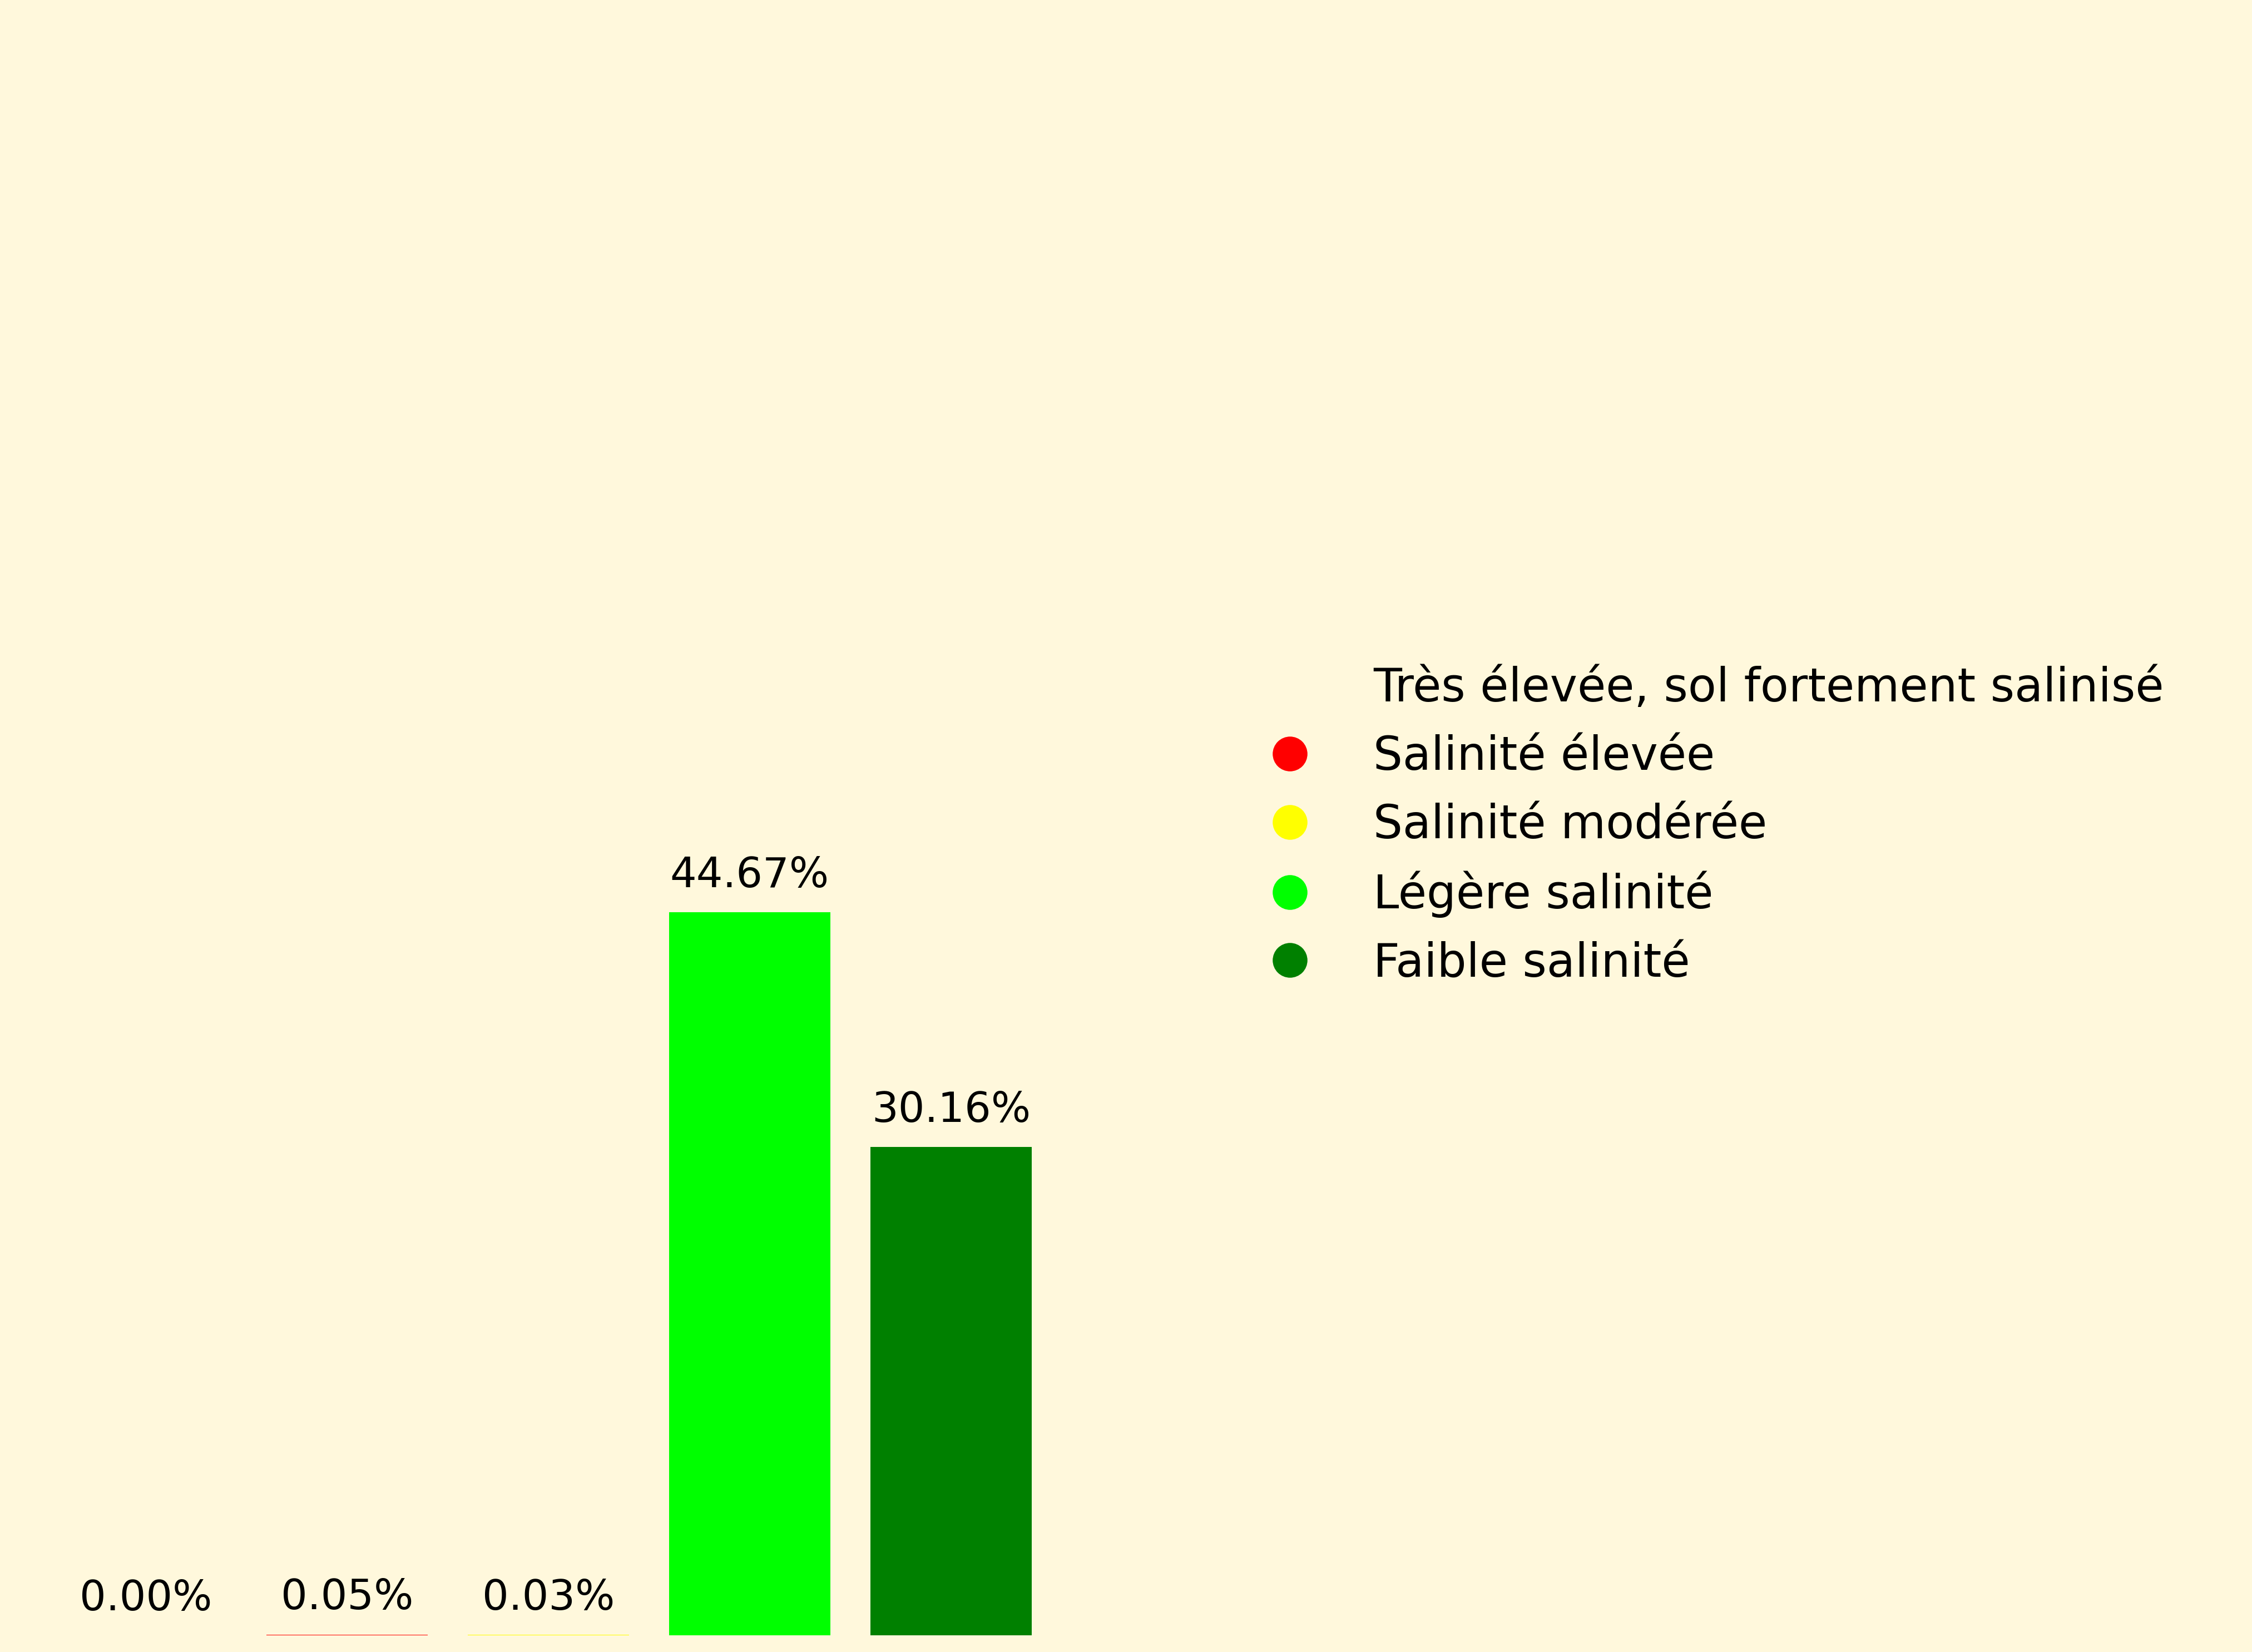 Très élevée, sol fortement salinisé
Salinité élevée
Salinité modérée
Légère salinité
Faible salinité
44.67%
30.16%
0.00%
0.05%
0.03%